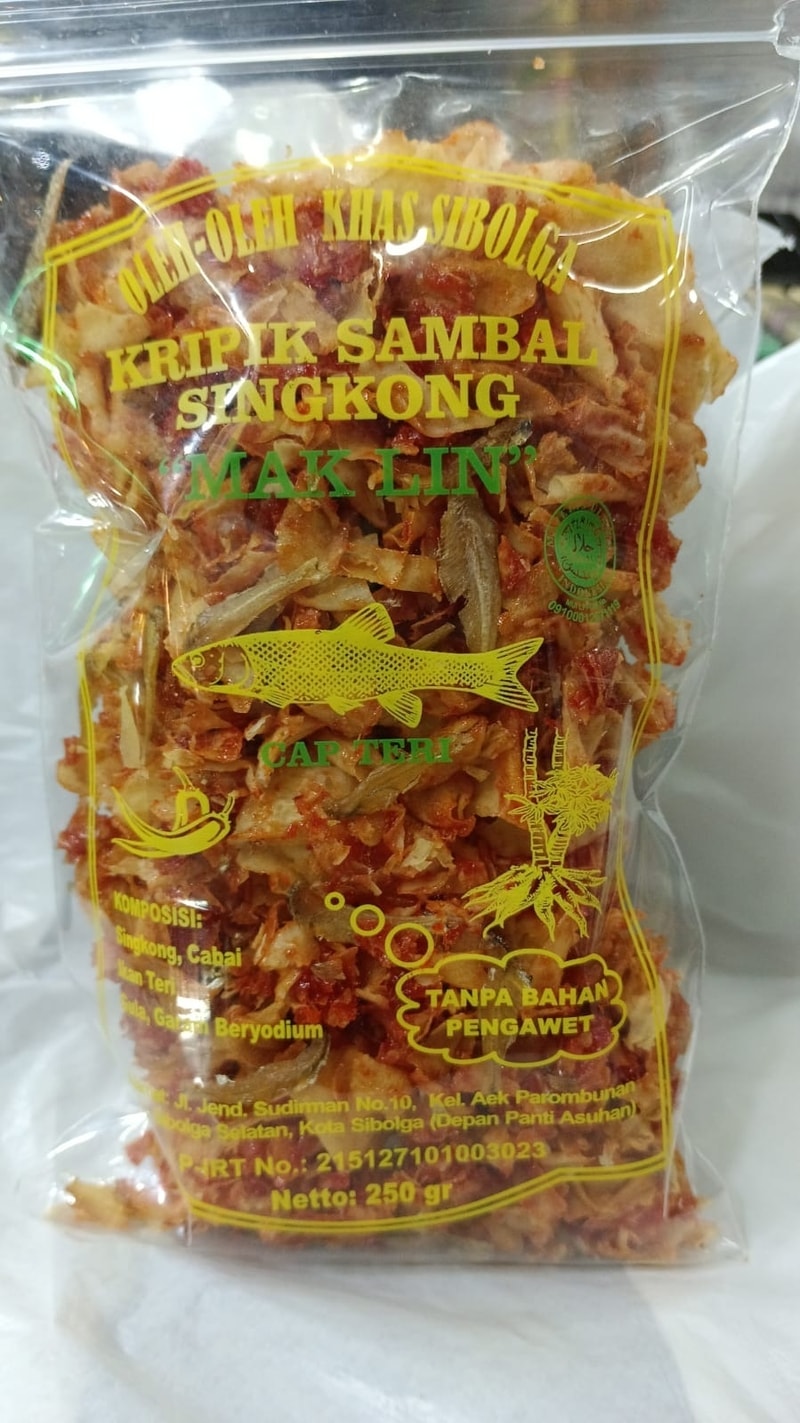 OLEH-OLEH KHAS SIBOLGA
KRIPIK SAMBAL
SINGKONG
"MAK LIN"
CAP TERI
KOMPOSISI:
Singkong, Cabai
Ikan Teri
Gula, Garam Beryodium
TANPA BAHAN
PENGAWET
Jl. Jend. Sudirman No.10, Kel. Aek Parombunan
Sibolga Selatan, Kota Sibolga (Depan Panti Asuhan)
P-IRT No.: 215127101003023
Netto: 250 gr